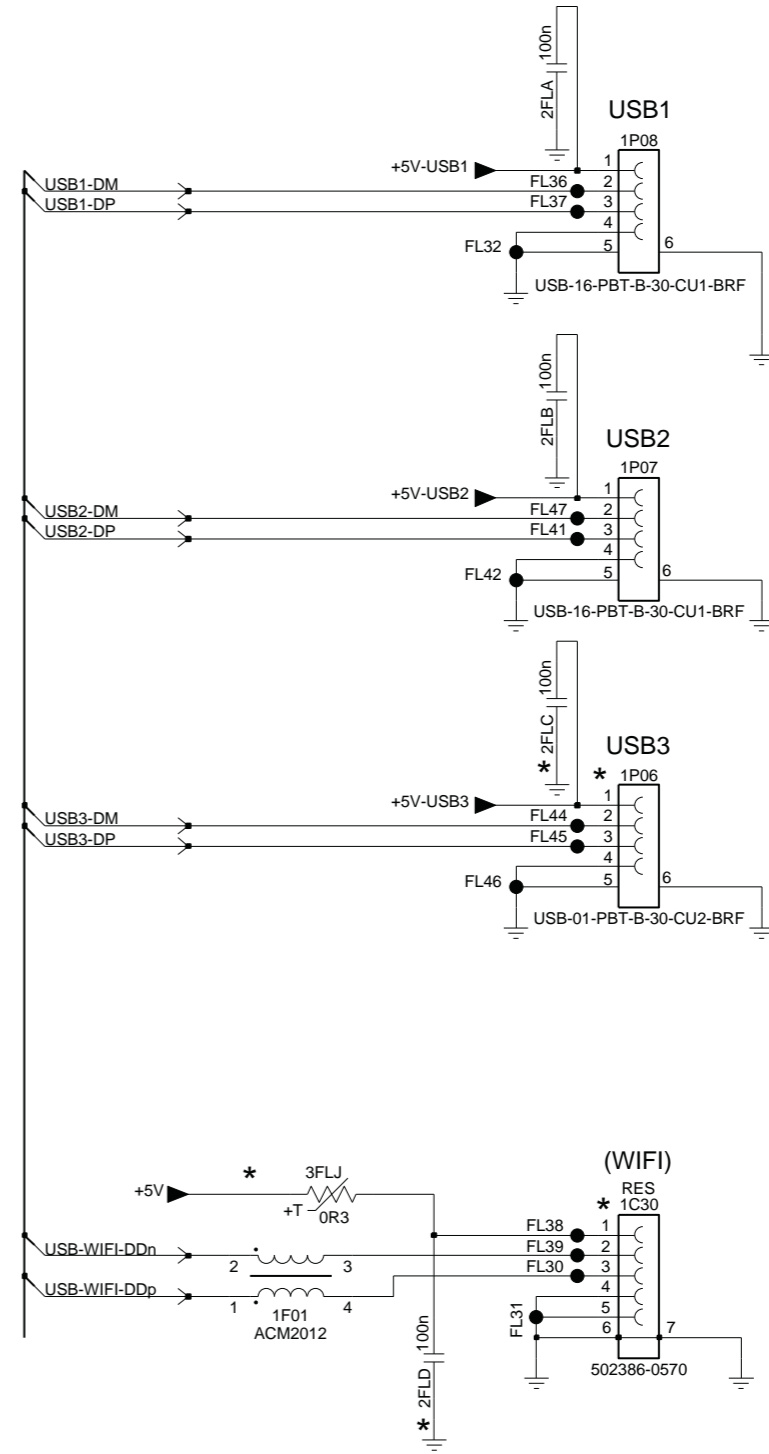 100n
2FLA
USB1
1P08
+5V-USB1
1
USB1-DM
FL36
2
USB1-DP
FL37
3
4
FL32
5
6
USB-16-PBT-B-30-CU1-BRF
100n
2FLB
USB2
1P07
+5V-USB2
1
USB2-DM
FL47
2
USB2-DP
FL41
3
4
FL42
5
6
USB-16-PBT-B-30-CU1-BRF
100n
* 2FLC
USB3
* 1P06
+5V-USB3
1
USB3-DM
FL44
2
USB3-DP
FL45
3
4
FL46
5
6
USB-01-PBT-B-30-CU2-BRF
(WIFI)
RES
* 1C30
*
3FLJ
+5V
+T
0R3
FL38
1
USB-WIFI-DDn
2
3
FL39
2
FL30
3
USB-WIFI-DDp
1
4
4
1F01
ACM2012
FL31
5
6
7
100n
* 2FLD
502386-0570